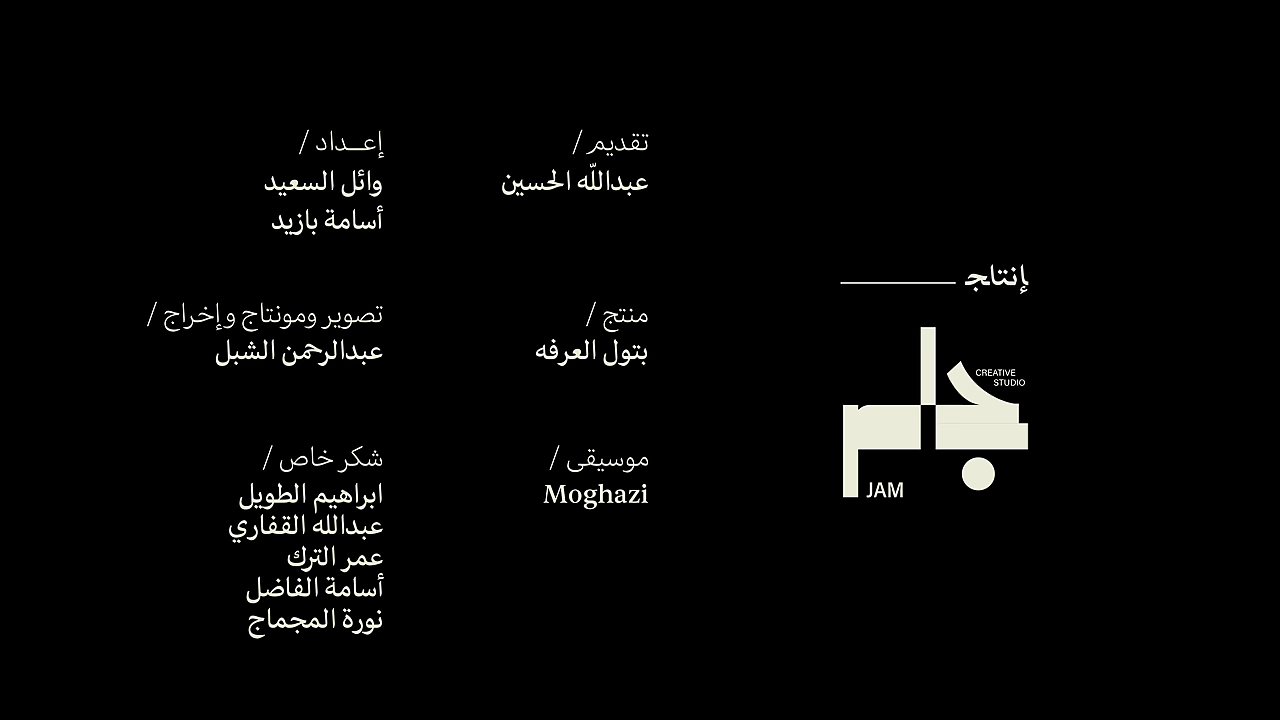 إنتاج
جام
CREATIVE
STUDIO
JAM
تقديم /
عبدالله الحسين
إعـداد /
وائل السعيد
أسامة بازيد
منتج /
بتول العرفه
تصوير ومونتاج وإخراج /
عبدالرحمن الشبل
موسيقى /
Moghazi
شكر خاص /
ابراهيم الطويل
عبدالله القفاري
عمر الترك
أسامة الفاضل
نورة المجماج